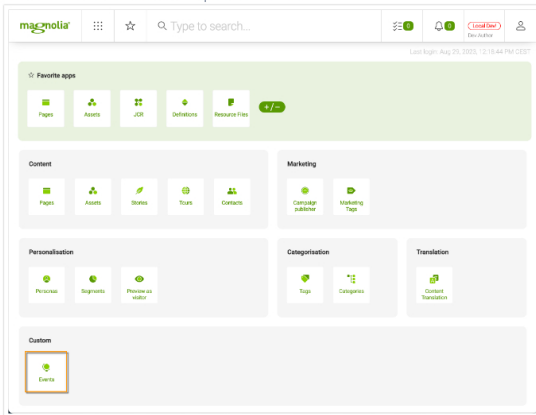 magnolia
Type to search...
0
0
Local Dev
Dev Author
Last login: Aug 29, 2023, 12:18:44 PM CEST
Favorite apps
Pages
Assets
JCR
Definitions
Resource Files
+/-
Content
Pages
Assets
Stories
Tours
Contacts
Marketing
Campaign
publisher
Marketing
Tags
Personalisation
Personas
Segments
Preview as
visitor
Categorisation
Tags
Categories
Translation
Content
Translation
Custom
Events